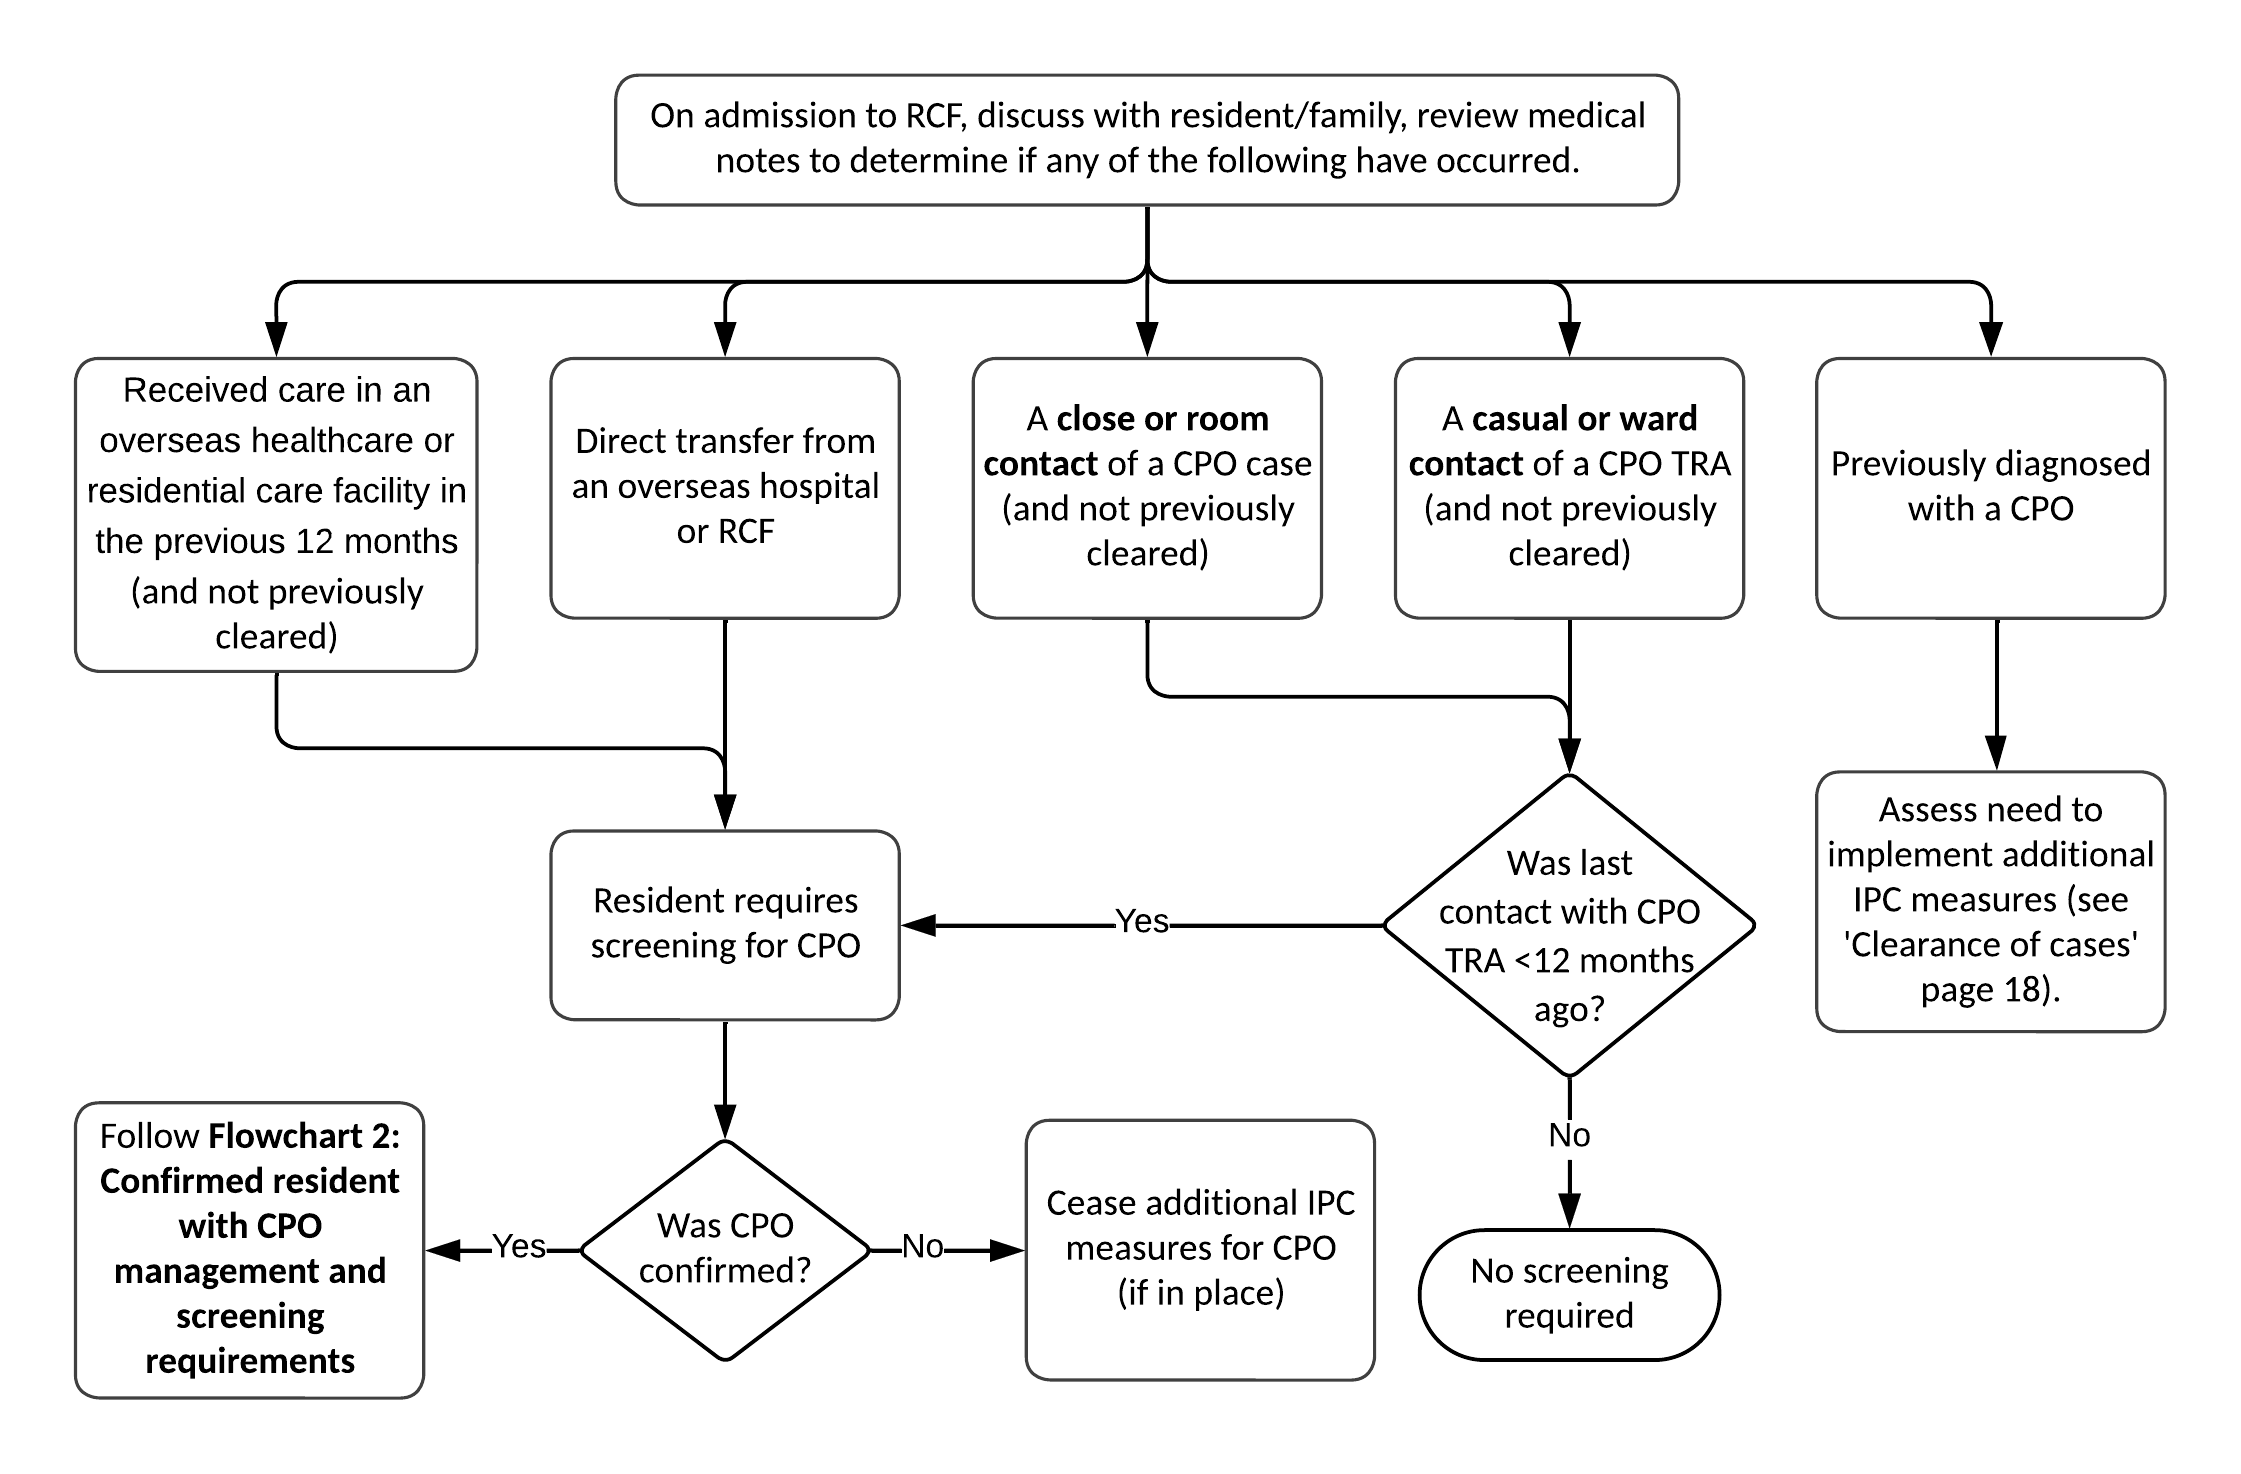 On admission to RCF, discuss with resident/family, review medical
notes to determine if any of the following have occurred.
Received care in an
overseas healthcare or
residential care facility in
the previous 12 months
(and not previously
cleared)
Direct transfer from
an overseas hospital
or RCF
A close or room
contact of a CPO case
(and not previously
cleared)
A casual or ward
contact of a CPO TRA
(and not previously
cleared)
Previously diagnosed
with a CPO
Resident requires
screening for CPO
Yes
Was last
contact with CPO
TRA <12 months
ago?
Assess need to
implement additional
IPC measures (see
'Clearance of cases'
page 18).
Follow Flowchart 2:
Confirmed resident
with CPO
management and
screening
requirements
Yes
Was CPO
confirmed?
No
Cease additional IPC
measures for CPO
(if in place)
No
No screening
required